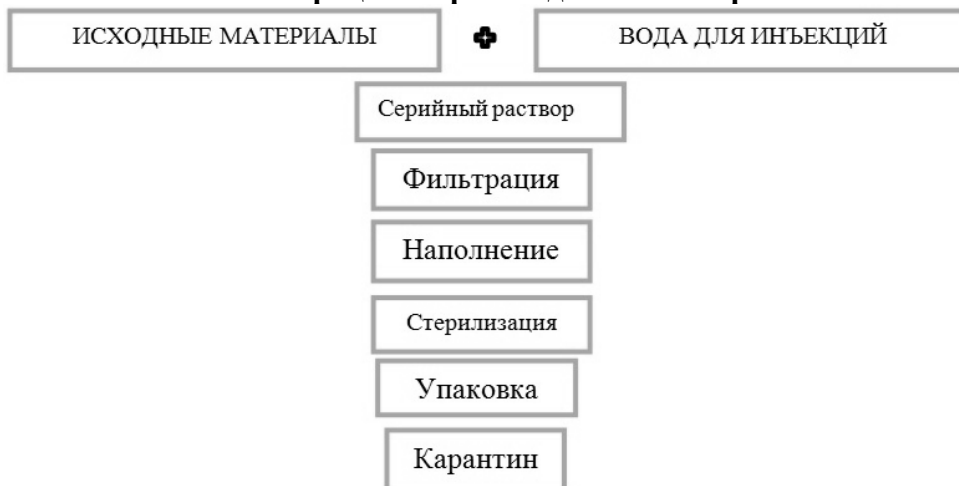 ИСХОДНЫЕ МАТЕРИАЛЫ
ВОДА ДЛЯ ИНЪЕКЦИЙ
Серийный раствор
Фильтрация
Наполнение
Стерилизация
Упаковка
Карантин